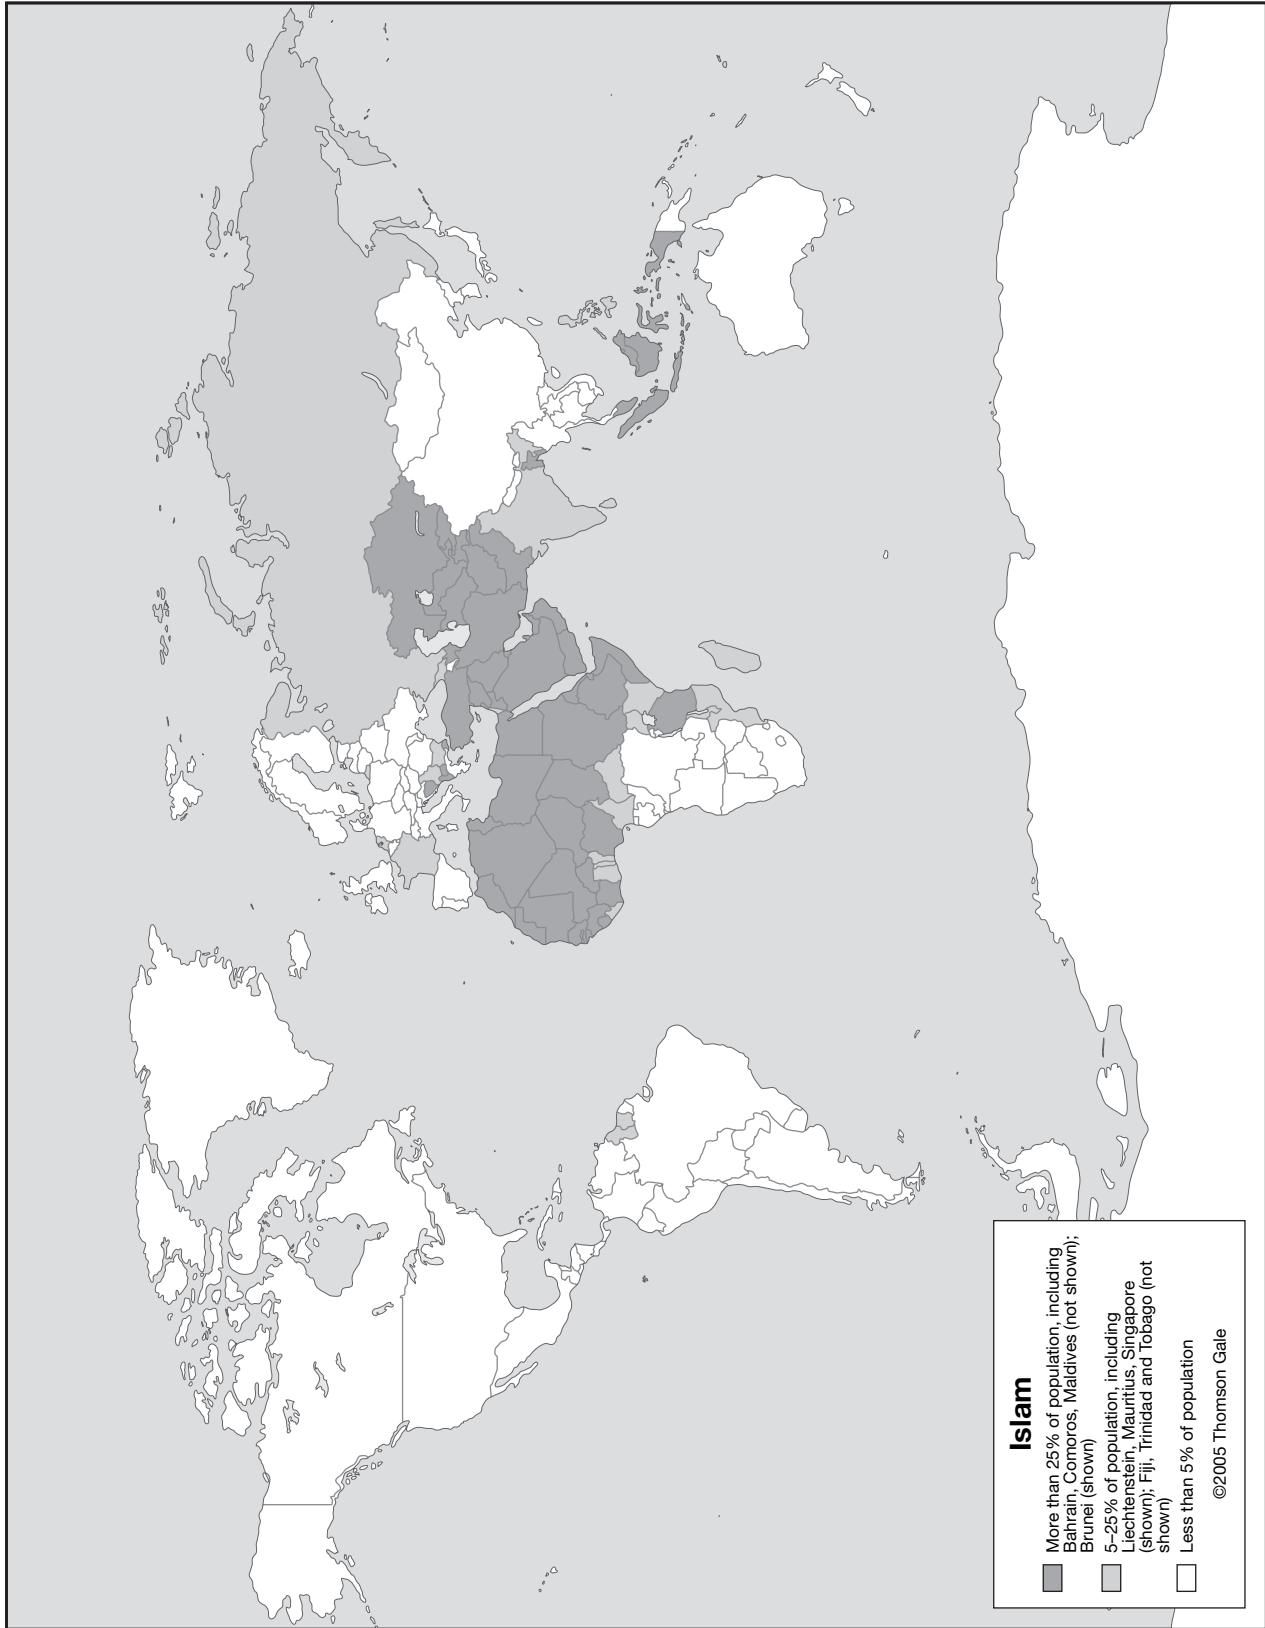 Islam
More than 25% of population, including
Bahrain, Comoros, Maldives (not shown);
Brunei (shown)
5–25% of population, including
Liechtenstein, Mauritius, Singapore
(shown); Fiji, Trinidad and Tobago (not
shown)
Less than 5% of population
©2005 Thomson Gale